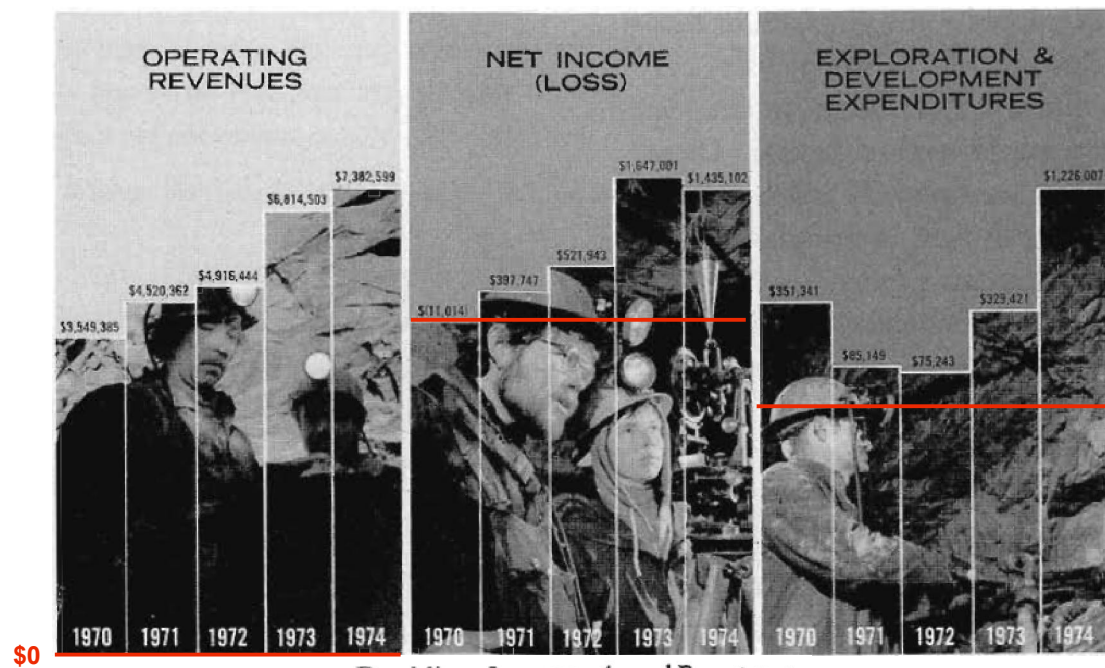 OPERATING
REVENUES
$3,549,385
$4,520,362
$4,916,444
$6,814,503
$7,382,599
1970 1971 1972 1973 1974
NET INCOME
(LOSS)
$(11,014)
$397,747
$521,943
$1,647,001
$1,435,102
1970 1971 1972 1973 1974
EXPLORATION &
DEVELOPMENT
EXPENDITURES
$351,341
$85,149
$75,243
$329,421
$1,226,007
1970 1971 1972 1973 1974
$0